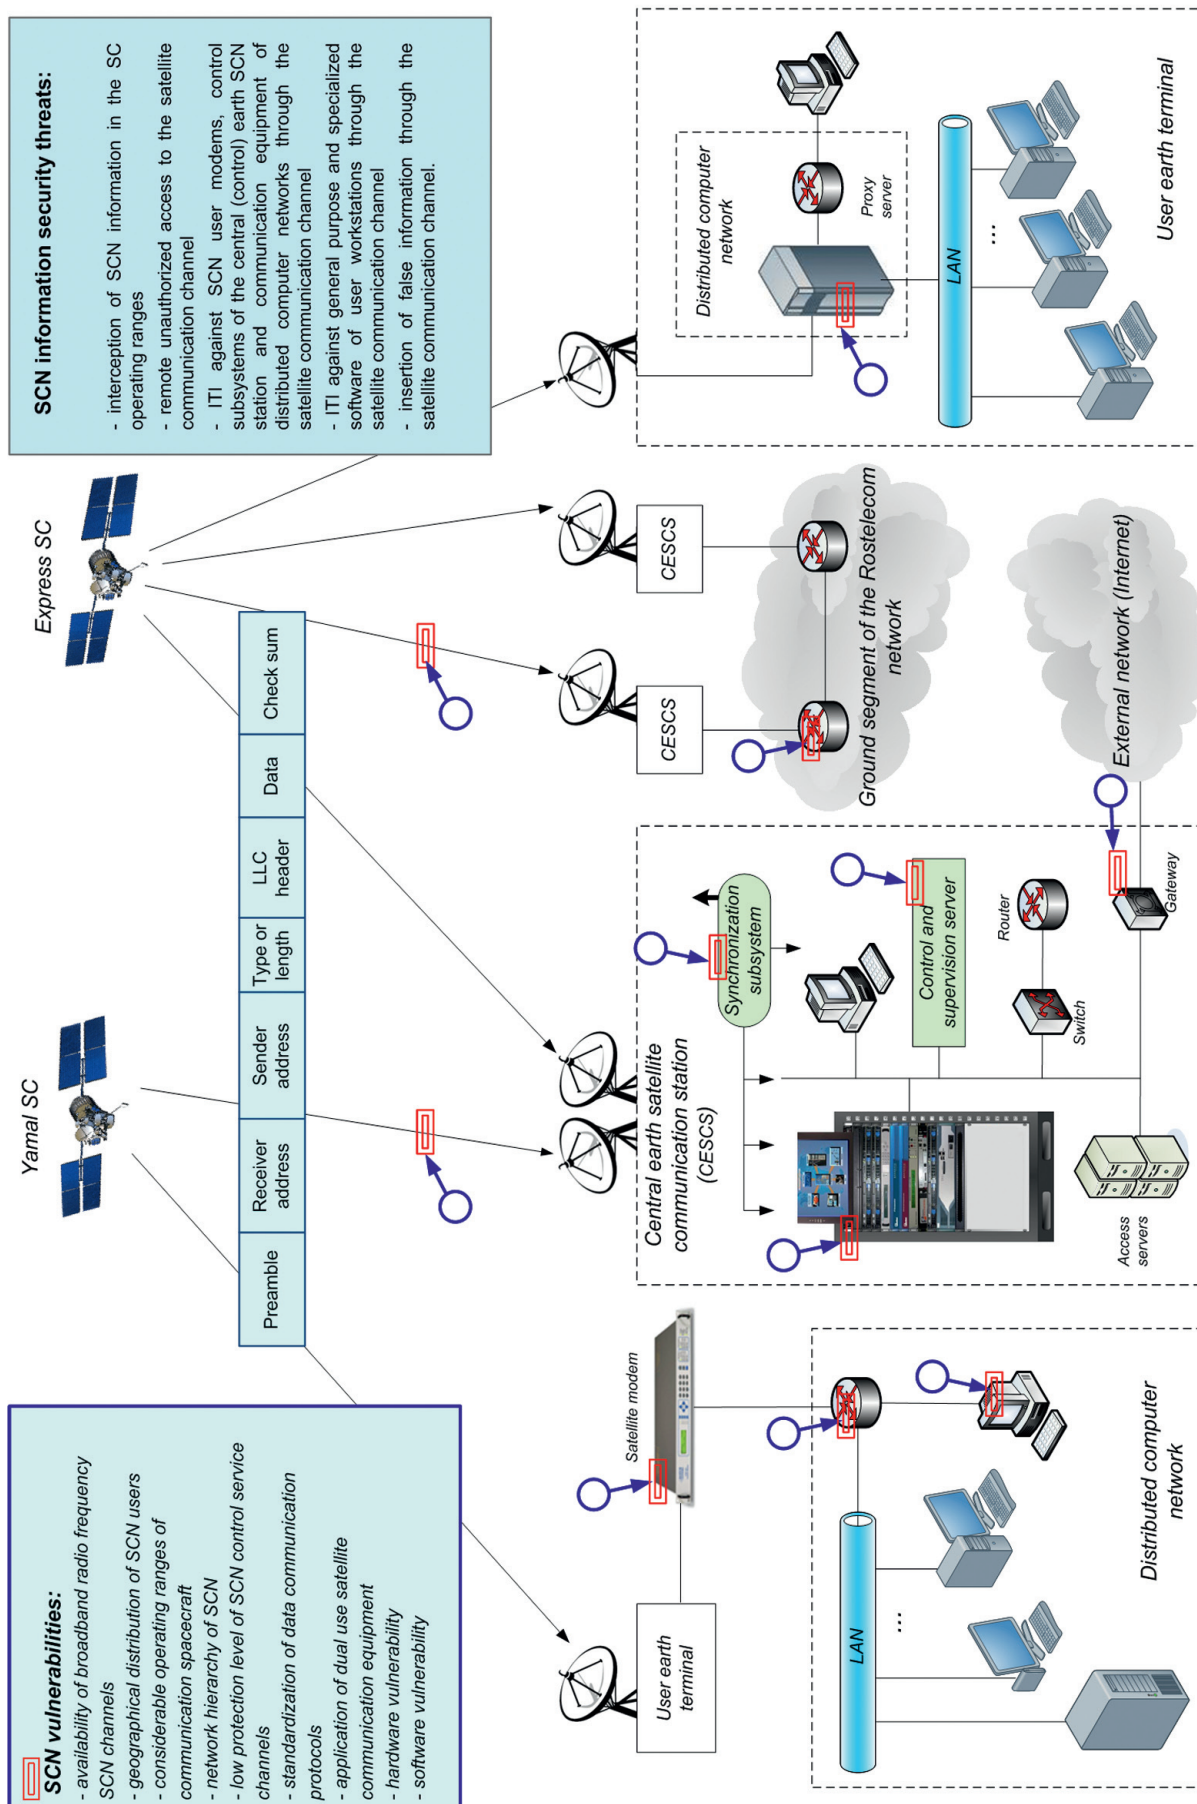 SCN vulnerabilities:
- availability of broadband radio frequency
SCN channels
- geographical distribution of SCN users
- considerable operating ranges of
communication spacecraft
- network hierarchy of SCN
- low protection level of SCN control service
channels
- standardization of data communication
protocols
- application of dual use satellite
communication equipment
- hardware vulnerability
- software vulnerability
Yamal SC
Express SC
SCN information security threats:
- interception of SCN information in the SC
operating ranges
- remote unauthorized access to the satellite
communication channel
- ITI against SCN user modems, control
subsystems of the central (control) earth SCN
station and communication equipment of
distributed computer networks through the
satellite communication channel
- ITI against general purpose and specialized
software of user workstations through the
satellite communication channel
- insertion of false information through the
satellite communication channel.
Preamble
Receiver
address
Sender
address
Type or
length
LLC
header
Data
Check sum
User earth
terminal
Satellite modem
LAN
...
Distributed computer
network
Central earth satellite
communication station
(CESCS)
Synchronization
subsystem
Control and
supervision server
Router
Switch
Gateway
Access
servers
CESCS
CESCS
Ground segment of the Rostelecom
network
External network (Internet)
Distributed computer
network
Proxy
server
LAN
...
User earth terminal